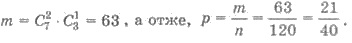 m = C₇² · C₃¹ = 63 , а отже, p = m/n = 63/120 = 21/40 .